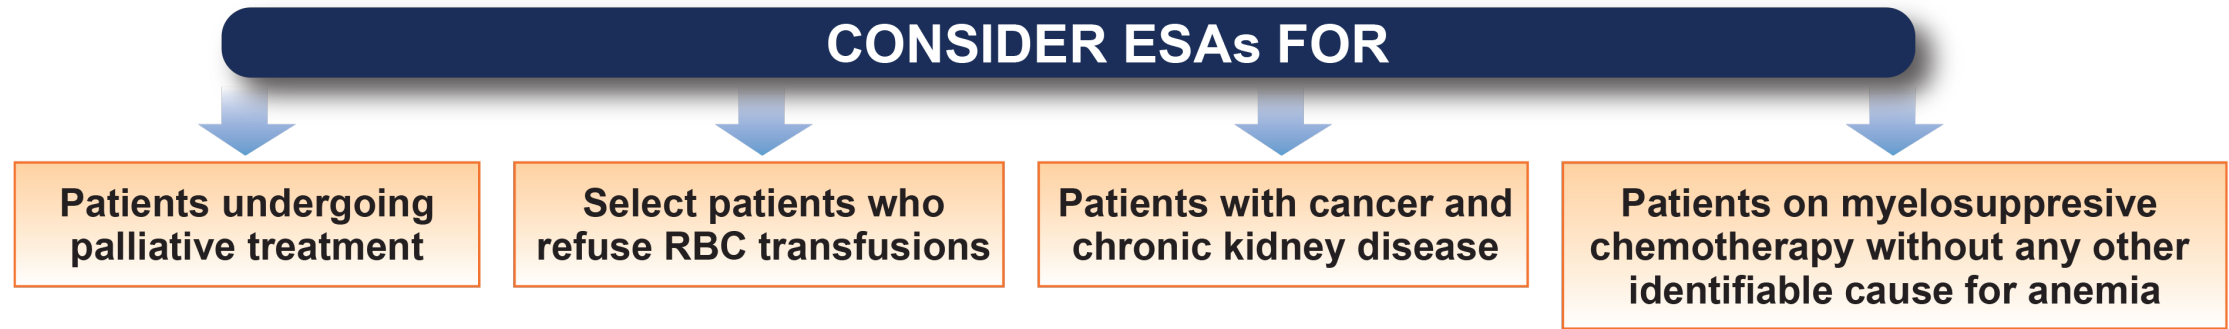 CONSIDER ESAs FOR
Patients undergoing
palliative treatment
Select patients who
refuse RBC transfusions
Patients with cancer and
chronic kidney disease
Patients on myelosuppresive
chemotherapy without any other
identifiable cause for anemia